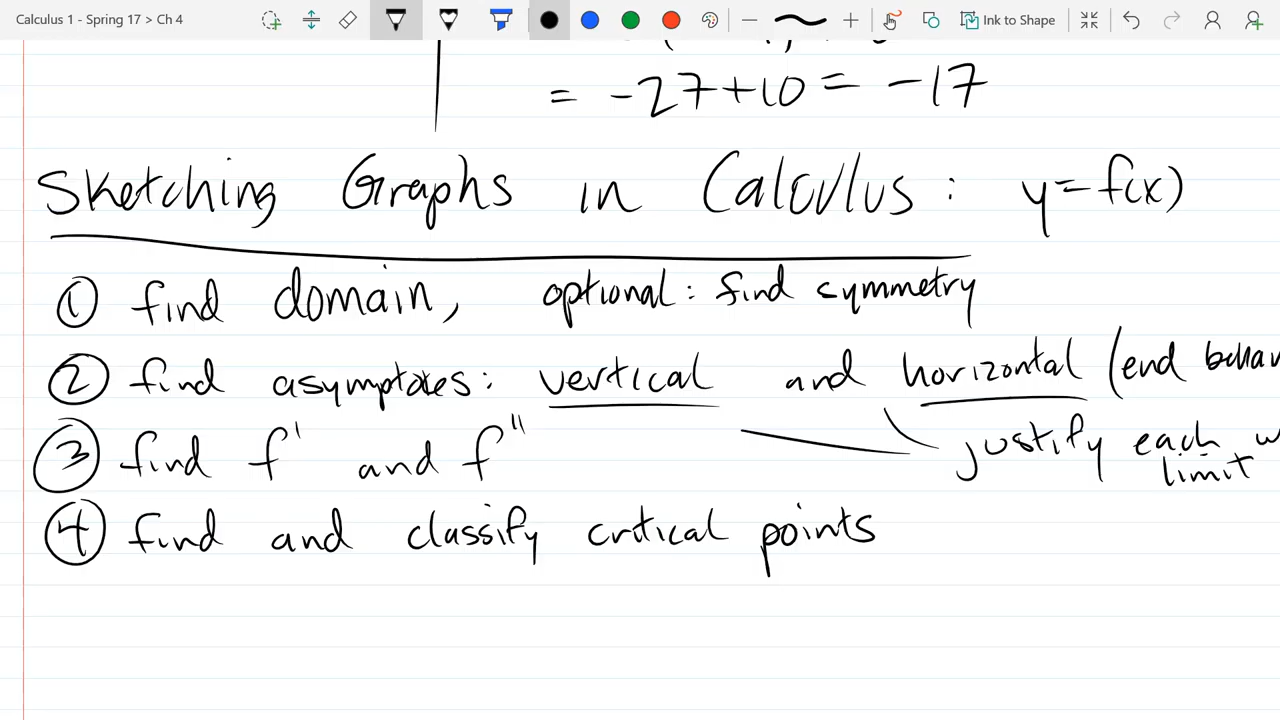 Calculus 1 - Spring 17 > Ch 4
Ink to Shape
= -27+10 = -17
Sketching Graphs in Calculus: y=f(x)
① find domain, optional: find symmetry
② find asymptotes: vertical and horizontal (end behav
justify each w
limit
③ find f' and f"
④ find and classify critical points